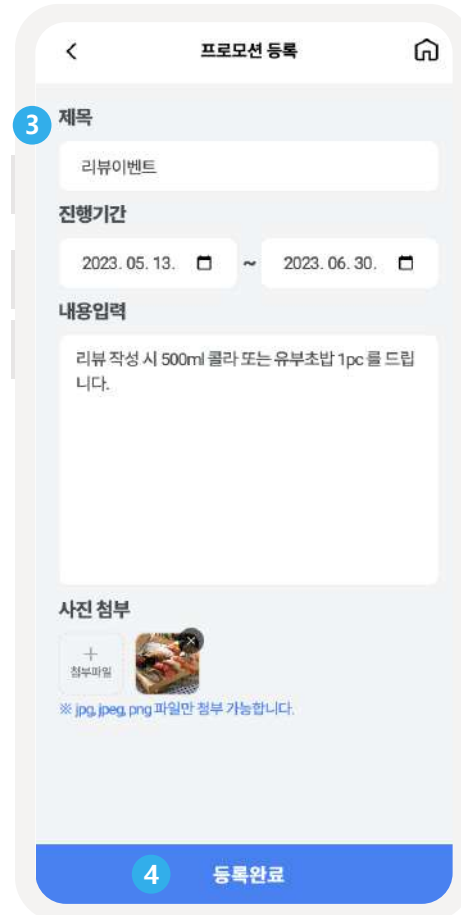 프로모션 등록
3 제목
리뷰이벤트
진행기간
2023. 05. 13. ~ 2023. 06. 30.
내용입력
리뷰 작성 시 500ml 콜라 또는 유부초밥 1pc 를 드립
니다.
사진 첨부
첨부파일
※ jpg, jpeg, png 파일만 첨부 가능합니다.
4 등록완료